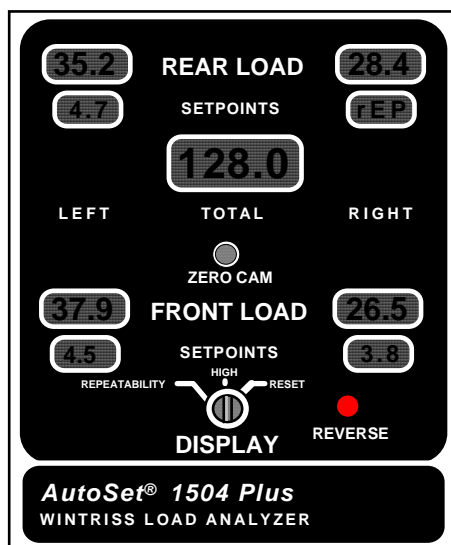 35.2 REAR LOAD 28.4
4.7 SETPOINTS rEP
128.0
LEFT TOTAL RIGHT
ZERO CAM
37.9 FRONT LOAD 26.5
4.5 SETPOINTS 3.8
HIGH
REPEATABILITY RESET
DISPLAY REVERSE
AutoSet® 1504 Plus
WINTRISS LOAD ANALYZER